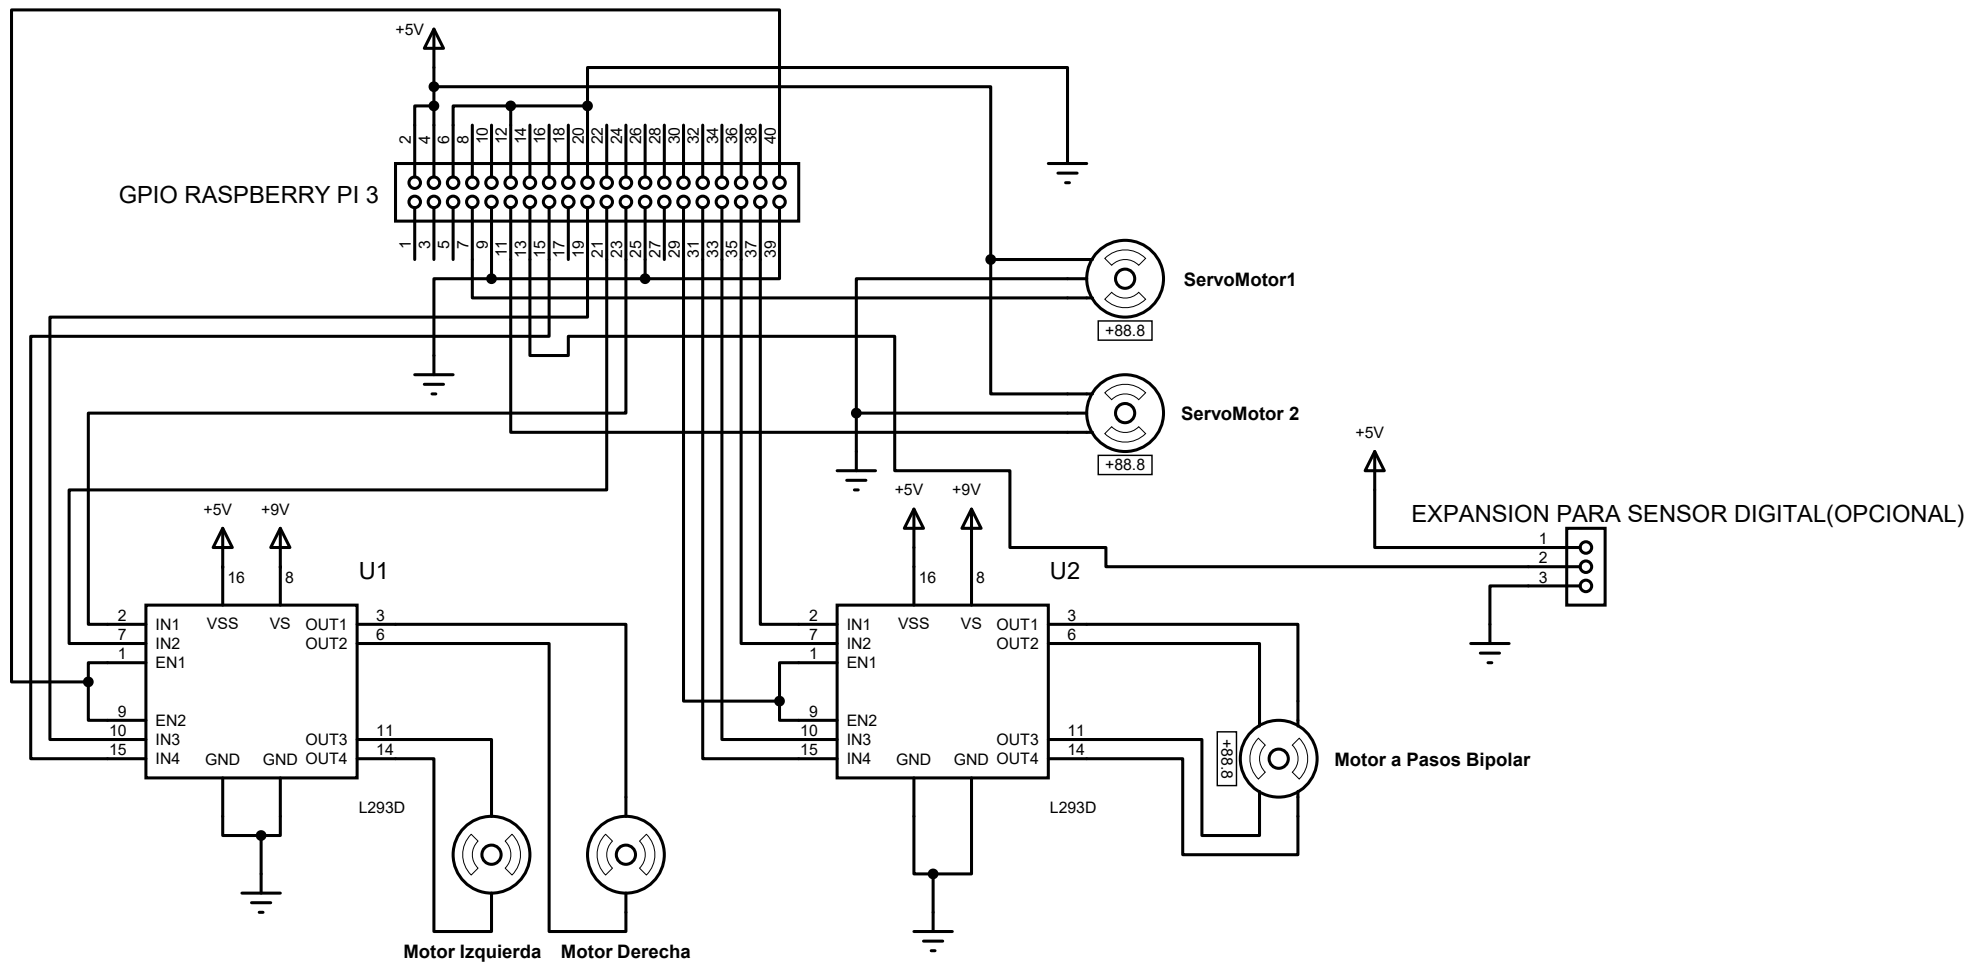 +5V
2 4 6 8 10 12 14 16 18 20 22 24 26 28 30 32 34 36 38 40
GPIO RASPBERRY PI 3
1 3 5 7 9 11 13 15 17 19 21 23 25 27 29 31 33 35 37 39
ServoMotor1
+88.8
ServoMotor 2
+88.8
+5V
EXPANSION PARA SENSOR DIGITAL(OPCIONAL)
1
2
3
+5V +9V
16 8
U1
2 IN1 VSS VS OUT1 3
7 IN2 OUT2 6
1 EN1
9 EN2
10 IN3 OUT3 11
15 IN4 GND GND OUT4 14
L293D
Motor Izquierda
Motor Derecha
+5V +9V
16 8
U2
2 IN1 VSS VS OUT1 3
7 IN2 OUT2 6
1 EN1
9 EN2
10 IN3 OUT3 11
15 IN4 GND GND OUT4 14
L293D
+88.8
Motor a Pasos Bipolar